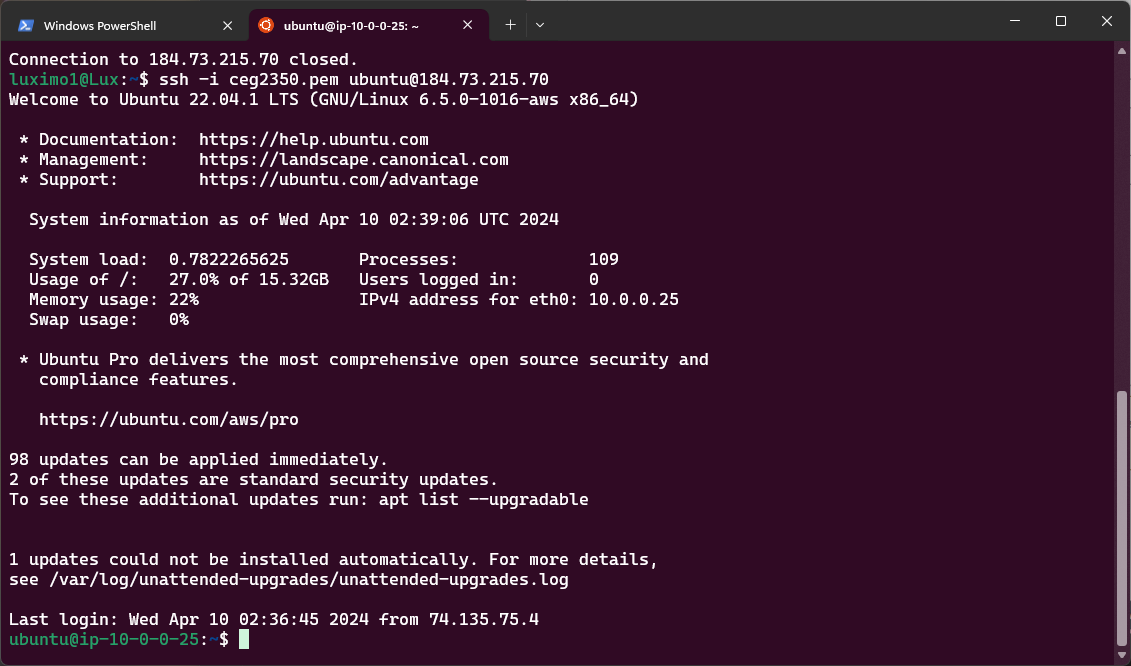 Windows PowerShell
ubuntu@ip-10-0-0-25: ~
Connection to 184.73.215.70 closed.
luximo1@Lux:~$ ssh -i ceg2350.pem ubuntu@184.73.215.70
Welcome to Ubuntu 22.04.1 LTS (GNU/Linux 6.5.0-1016-aws x86_64)
* Documentation:  https://help.ubuntu.com
* Management:     https://landscape.canonical.com
* Support:        https://ubuntu.com/advantage
System information as of Wed Apr 10 02:39:06 UTC 2024
System load:  0.7822265625       Processes:             109
Usage of /:   27.0% of 15.32GB   Users logged in:       0
Memory usage: 22%                IPv4 address for eth0: 10.0.0.25
Swap usage:   0%
* Ubuntu Pro delivers the most comprehensive open source security and
compliance features.
https://ubuntu.com/aws/pro
98 updates can be applied immediately.
2 of these updates are standard security updates.
To see these additional updates run: apt list --upgradable
1 updates could not be installed automatically. For more details,
see /var/log/unattended-upgrades/unattended-upgrades.log
Last login: Wed Apr 10 02:36:45 2024 from 74.135.75.4
ubuntu@ip-10-0-0-25:~$